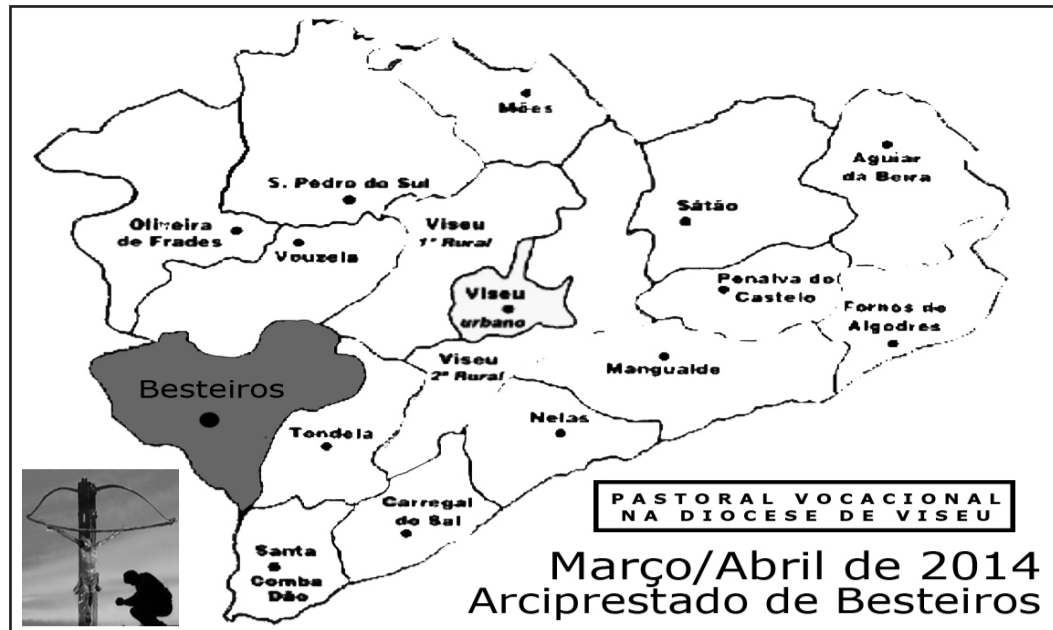 Mões
Aguiar
da Beira
S. Pedro do Sul
Sátão
Oliveira
de Frades
Viseu
1º Rural
Vouzela
Penalva do
Castelo
Viseu
urbano
Fornos de
Algodres
Viseu
2º Rural
Mangualde
Besteiros
Nelas
Tondela
Carregal
do Sal
PASTORAL VOCACIONAL
NA DIOCESE DE VISEU
Santa
Comba
Dão
Março/Abril de 2014
Arciprestado de Besteiros